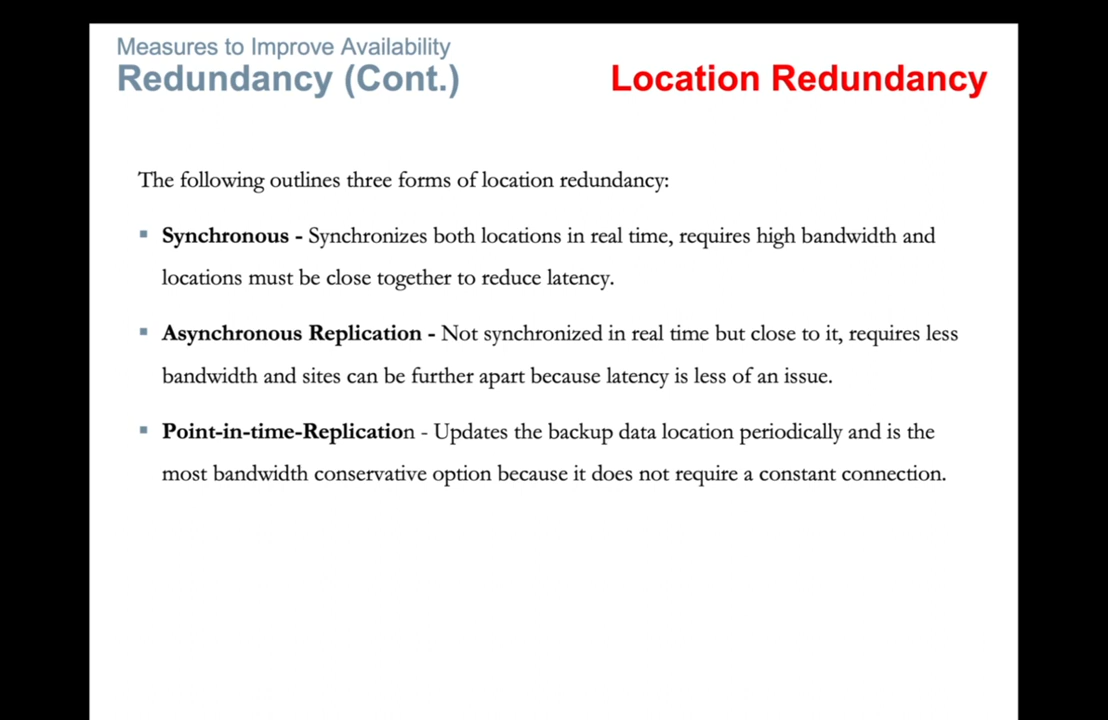 Measures to Improve Availability
Redundancy (Cont.)
Location Redundancy
The following outlines three forms of location redundancy:
▪ Synchronous - Synchronizes both locations in real time, requires high bandwidth and
locations must be close together to reduce latency.
▪ Asynchronous Replication - Not synchronized in real time but close to it, requires less
bandwidth and sites can be further apart because latency is less of an issue.
▪ Point-in-time-Replication - Updates the backup data location periodically and is the
most bandwidth conservative option because it does not require a constant connection.